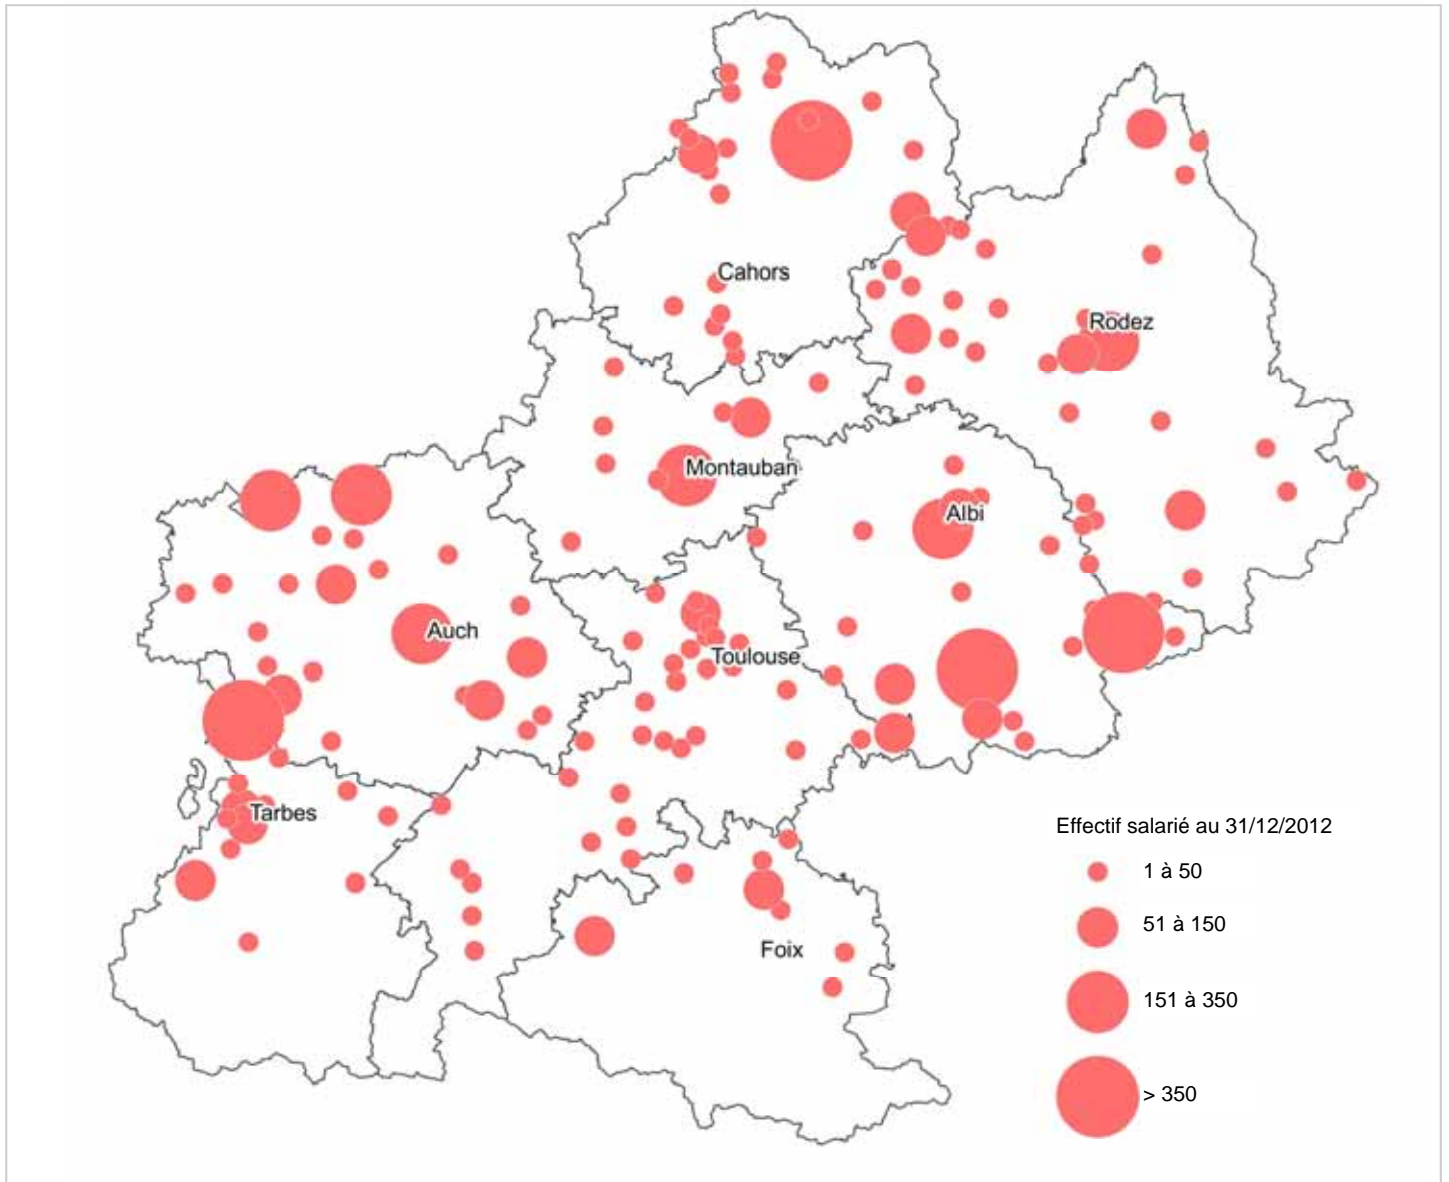 Cahors
Rodez
Montauban
Albi
Auch
Toulouse
Tarbes
Foix
Effectif salarié au 31/12/2012
1 à 50
51 à 150
151 à 350
> 350